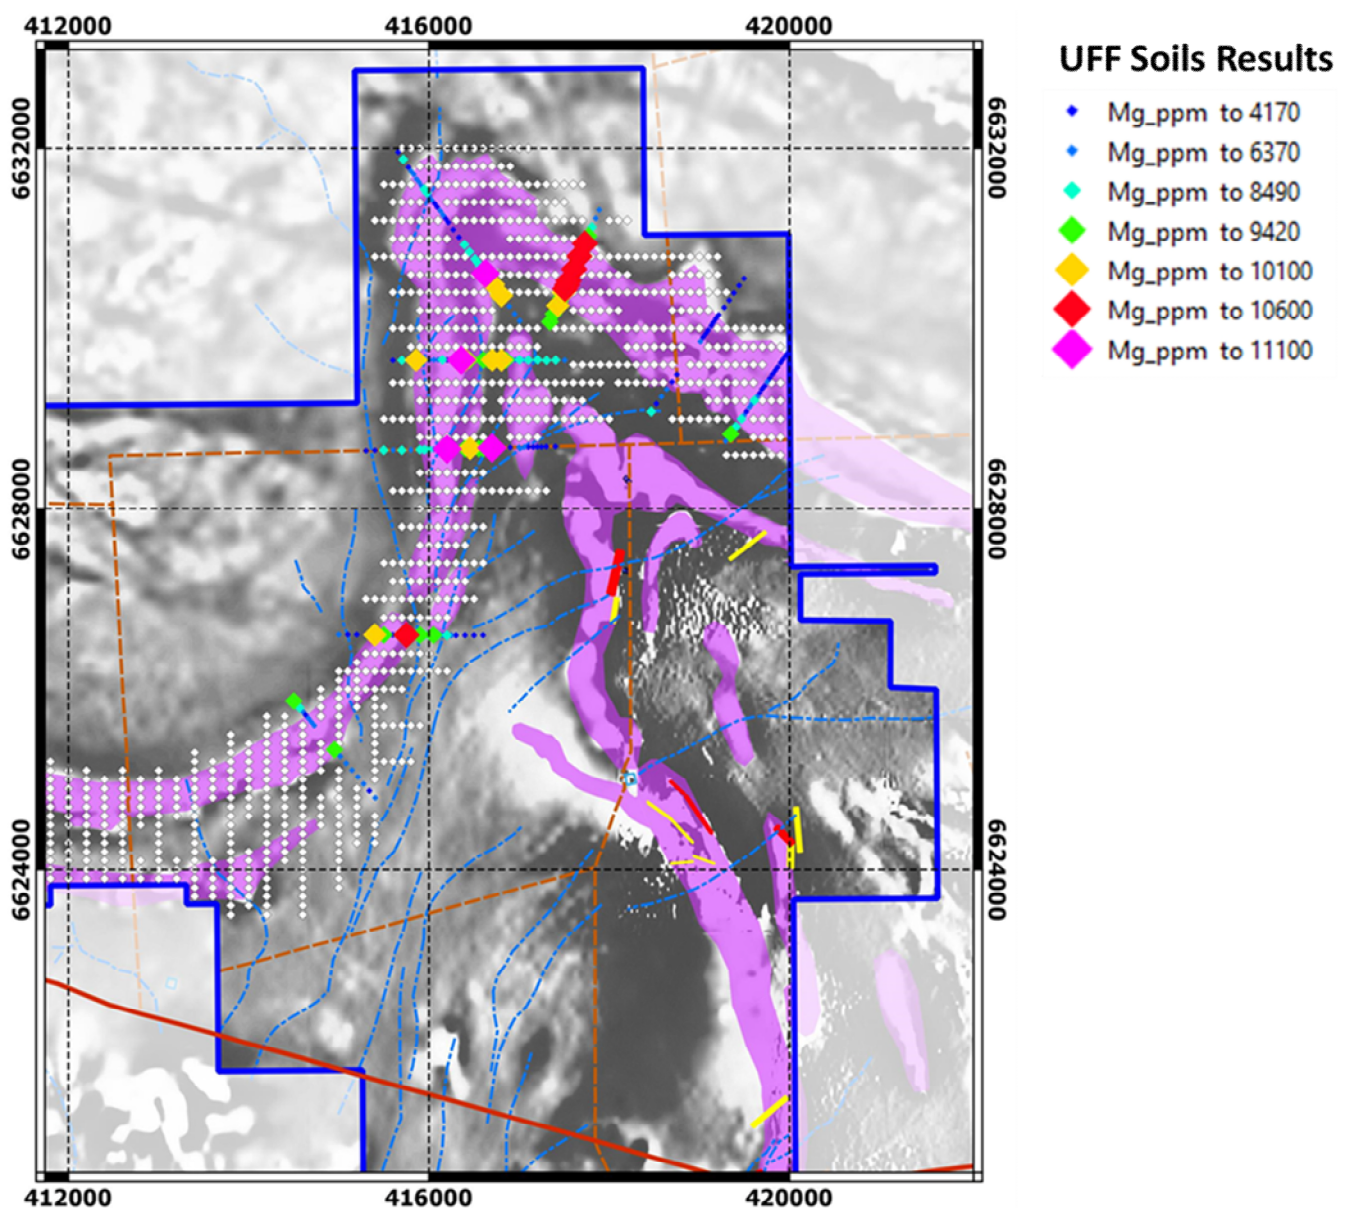 412000 416000 420000
UFF Soils Results
6632000 6632000
Mg_ppm to 4170
Mg_ppm to 6370
Mg_ppm to 8490
Mg_ppm to 9420
Mg_ppm to 10100
Mg_ppm to 10600
Mg_ppm to 11100
6628000 6628000
6624000 6624000
412000 416000 420000